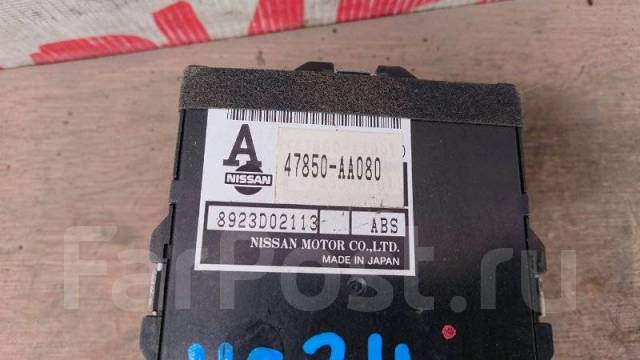 A
NISSAN
47850-AA080
8923D02113 ABS
NISSAN MOTOR CO.,LTD.
MADE IN JAPAN
FarPost.ru